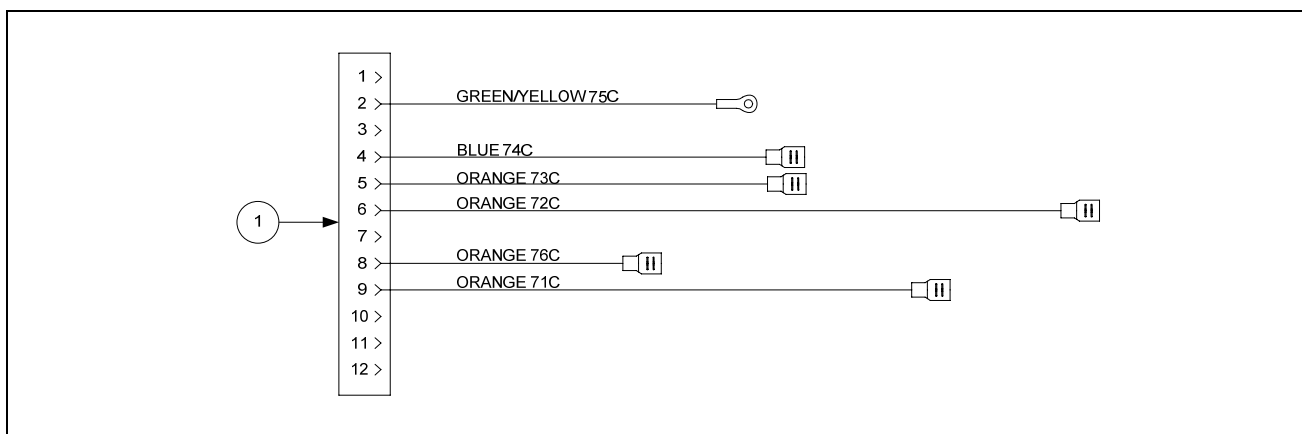 1
2 GREEN/YELLOW 75C
3
4 BLUE 74C
5 ORANGE 73C
6 ORANGE 72C
1
7
8 ORANGE 76C
9 ORANGE 71C
10
11
12